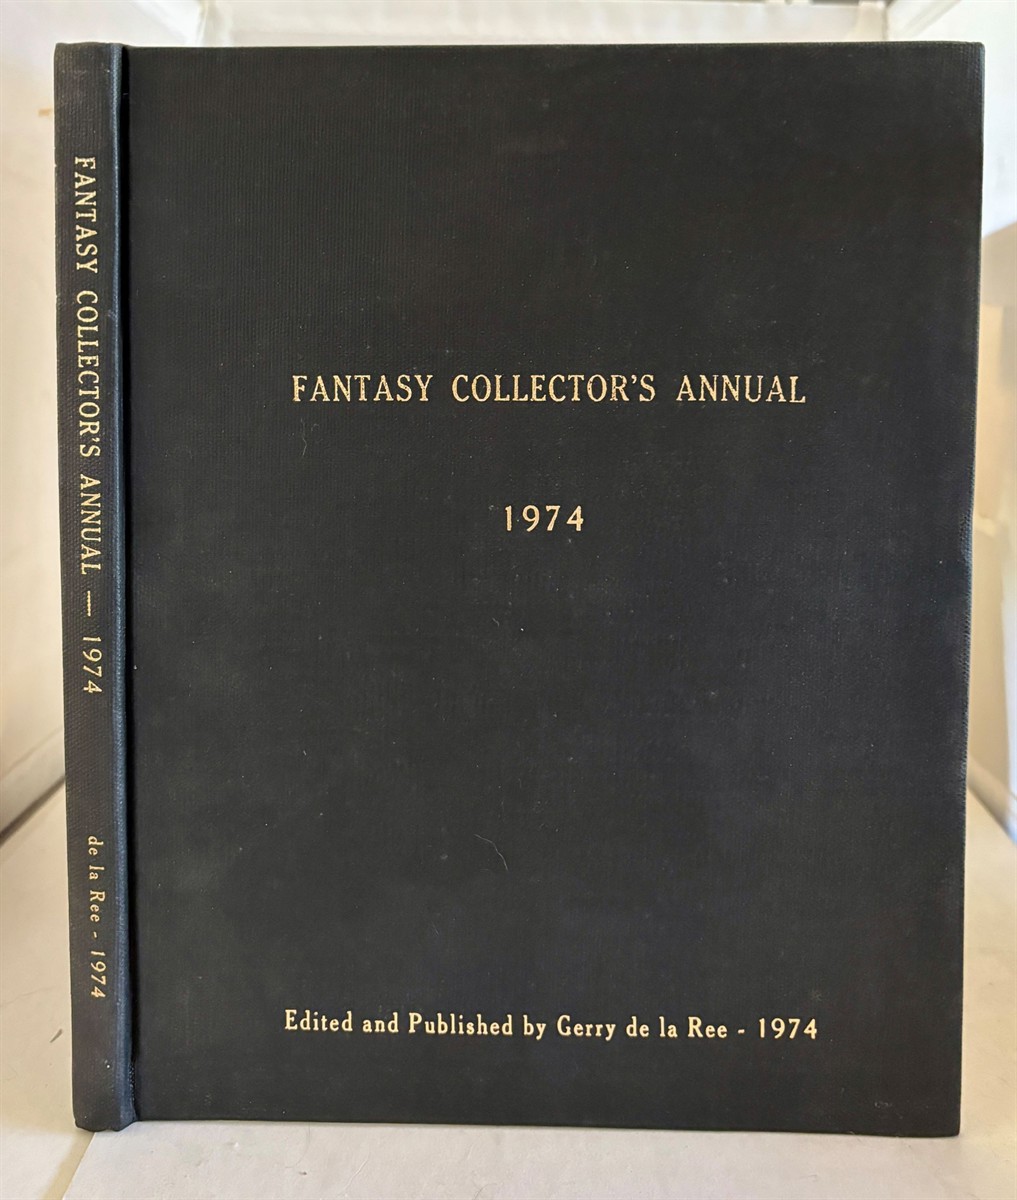 FANTASY COLLECTOR'S ANNUAL — 1974
de la Ree - 1974
FANTASY COLLECTOR'S ANNUAL
1974
Edited and Published by Gerry de la Ree - 1974